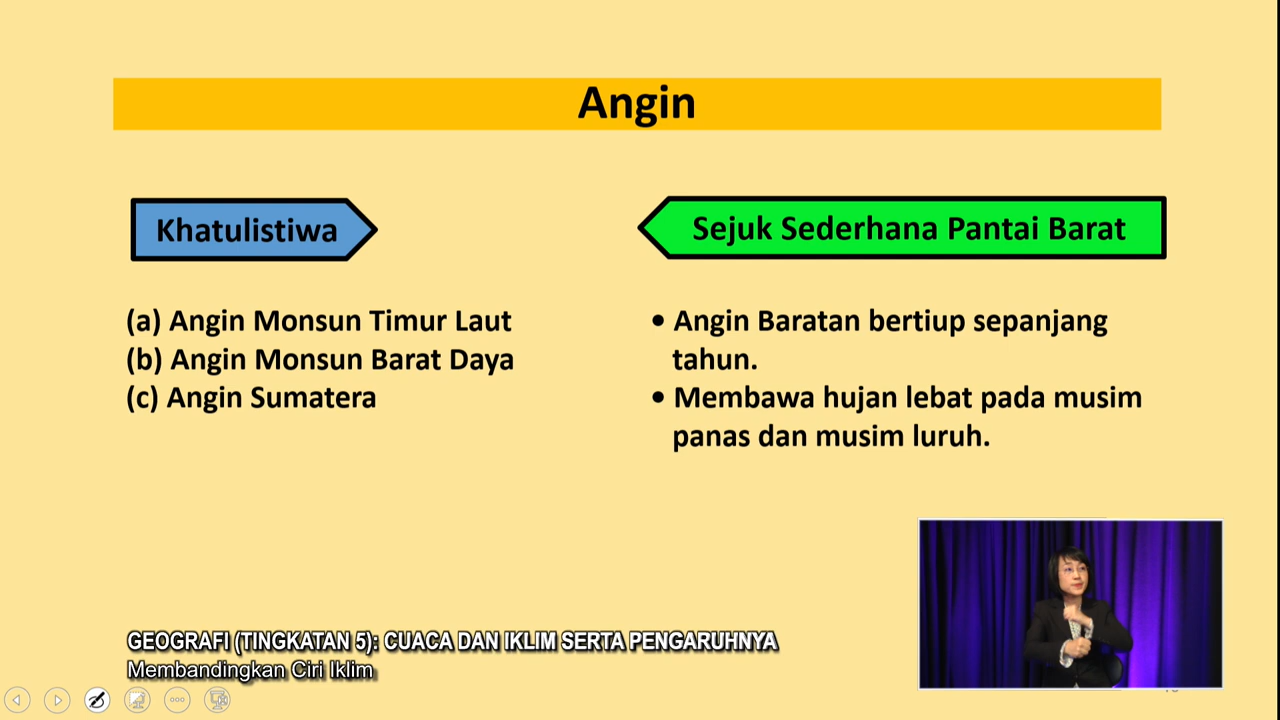 Angin
Khatulistiwa
(a) Angin Monsun Timur Laut
(b) Angin Monsun Barat Daya
(c) Angin Sumatera
Sejuk Sederhana Pantai Barat
• Angin Baratan bertiup sepanjang
tahun.
• Membawa hujan lebat pada musim
panas dan musim luruh.
GEOGRAFI (TINGKATAN 5): CUACA DAN IKLIM SERTA PENGARUHNYA
Membandingkan Ciri Iklim